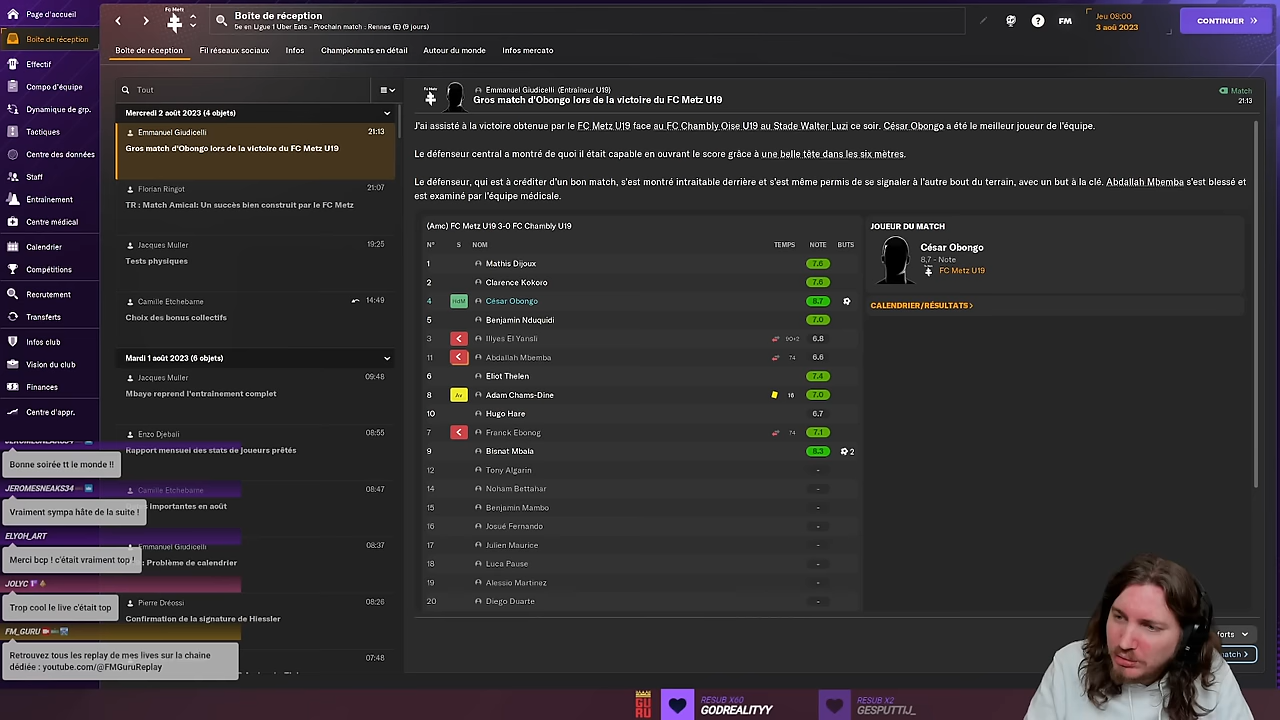 Page d'accueil
Boîte de réception
Effectif
Compo d'équipe
Dynamique de grp.
Tactiques
Centre des données
Staff
Entraînement
Centre médical
Calendrier
Compétitions
Recrutement
Transferts
Infos club
Vision du club
Finances
Centre d'appr.
Fc Metz
Boîte de réception
5e en Ligue 1 Uber Eats - Prochain match : Rennes (E) (9 jours)
FM
Jeu 08:00
3 aoû 2023
CONTINUER
Boîte de réception
Fil réseaux sociaux
Infos
Championnats en détail
Autour du monde
Infos mercato
Tout
Mercredi 2 août 2023 (4 objets)
Emmanuel Giudicelli 21:13
Gros match d'Obongo lors de la victoire du FC Metz U19
Florian Ringot 21:07
TR : Match Amical: Un succès bien construit par le FC Metz
Jacques Muller 19:25
Tests physiques
Camille Etchebarne 14:49
Choix des bonus collectifs
Mardi 1 août 2023 (6 objets)
Jacques Muller 09:48
Mbaye reprend l'entraînement complet
Enzo Djebali 08:55
Rapport mensuel des stats de joueurs prêtés
Camille Etchebarne 08:47
importantes en août
Emmanuel Giudicelli 08:37
: Problème de calendrier
Pierre Dréossi 08:26
Confirmation de la signature de Hiessler
07:48
Emmanuel Giudicelli (Entraîneur U19)
Gros match d'Obongo lors de la victoire du FC Metz U19
Match
21:13
J'ai assisté à la victoire obtenue par le FC Metz U19 face au FC Chambly Oise U19 au Stade Walter Luzi ce soir. César Obongo a été le meilleur joueur de l'équipe.
Le défenseur central a montré de quoi il était capable en ouvrant le score grâce à une belle tête dans les six mètres.
Le défenseur, qui est à créditer d'un bon match, s'est montré intraitable derrière et s'est même permis de se signaler à l'autre bout du terrain, avec un but à la clé. Abdallah Mbemba s'est blessé et
est examiné par l'équipe médicale.
(Amc) FC Metz U19 3-0 FC Chambly U19
N° S NOM TEMPS NOTE BUTS
1 Mathis Dijoux 7.6
2 Clarence Kokoro 7.6
4 HdM César Obongo 8.7
5 Benjamin Nduquidi 7.0
3 Illyes El Yansli 90+2 6.8
11 Abdallah Mbemba 74 6.6
6 Eliot Thelen 7.4
8 Av Adam Chams-Dine 16 7.0
10 Hugo Hare 6.7
7 Franck Ebonog 74 7.1
9 Bisnat Mbala 8.3 2
12 Tony Algarin -
14 Noham Bettahar -
15 Benjamin Mambo -
16 Josué Fernando -
17 Julien Maurice -
18 Luca Pause -
19 Alessio Martinez -
20 Diego Duarte -
JOUEUR DU MATCH
César Obongo
8,7 - Note
FC Metz U19
CALENDRIER/RÉSULTATS
Bonne soirée tt le monde !!
JEROMESNEAKS34
Vraiment sympa hâte de la suite !
ELYOH_ART
Merci bcp ! c'était vraiment top !
JOLYC
Trop cool le live c'était top
FM_GURU
Retrouvez tous les replay de mes lives sur la chaine
dédiée : youtube.com/@FMGuruReplay
GURU
RESUB X60
GODREALITYY
RESUB X2
GESPUTTIJ_